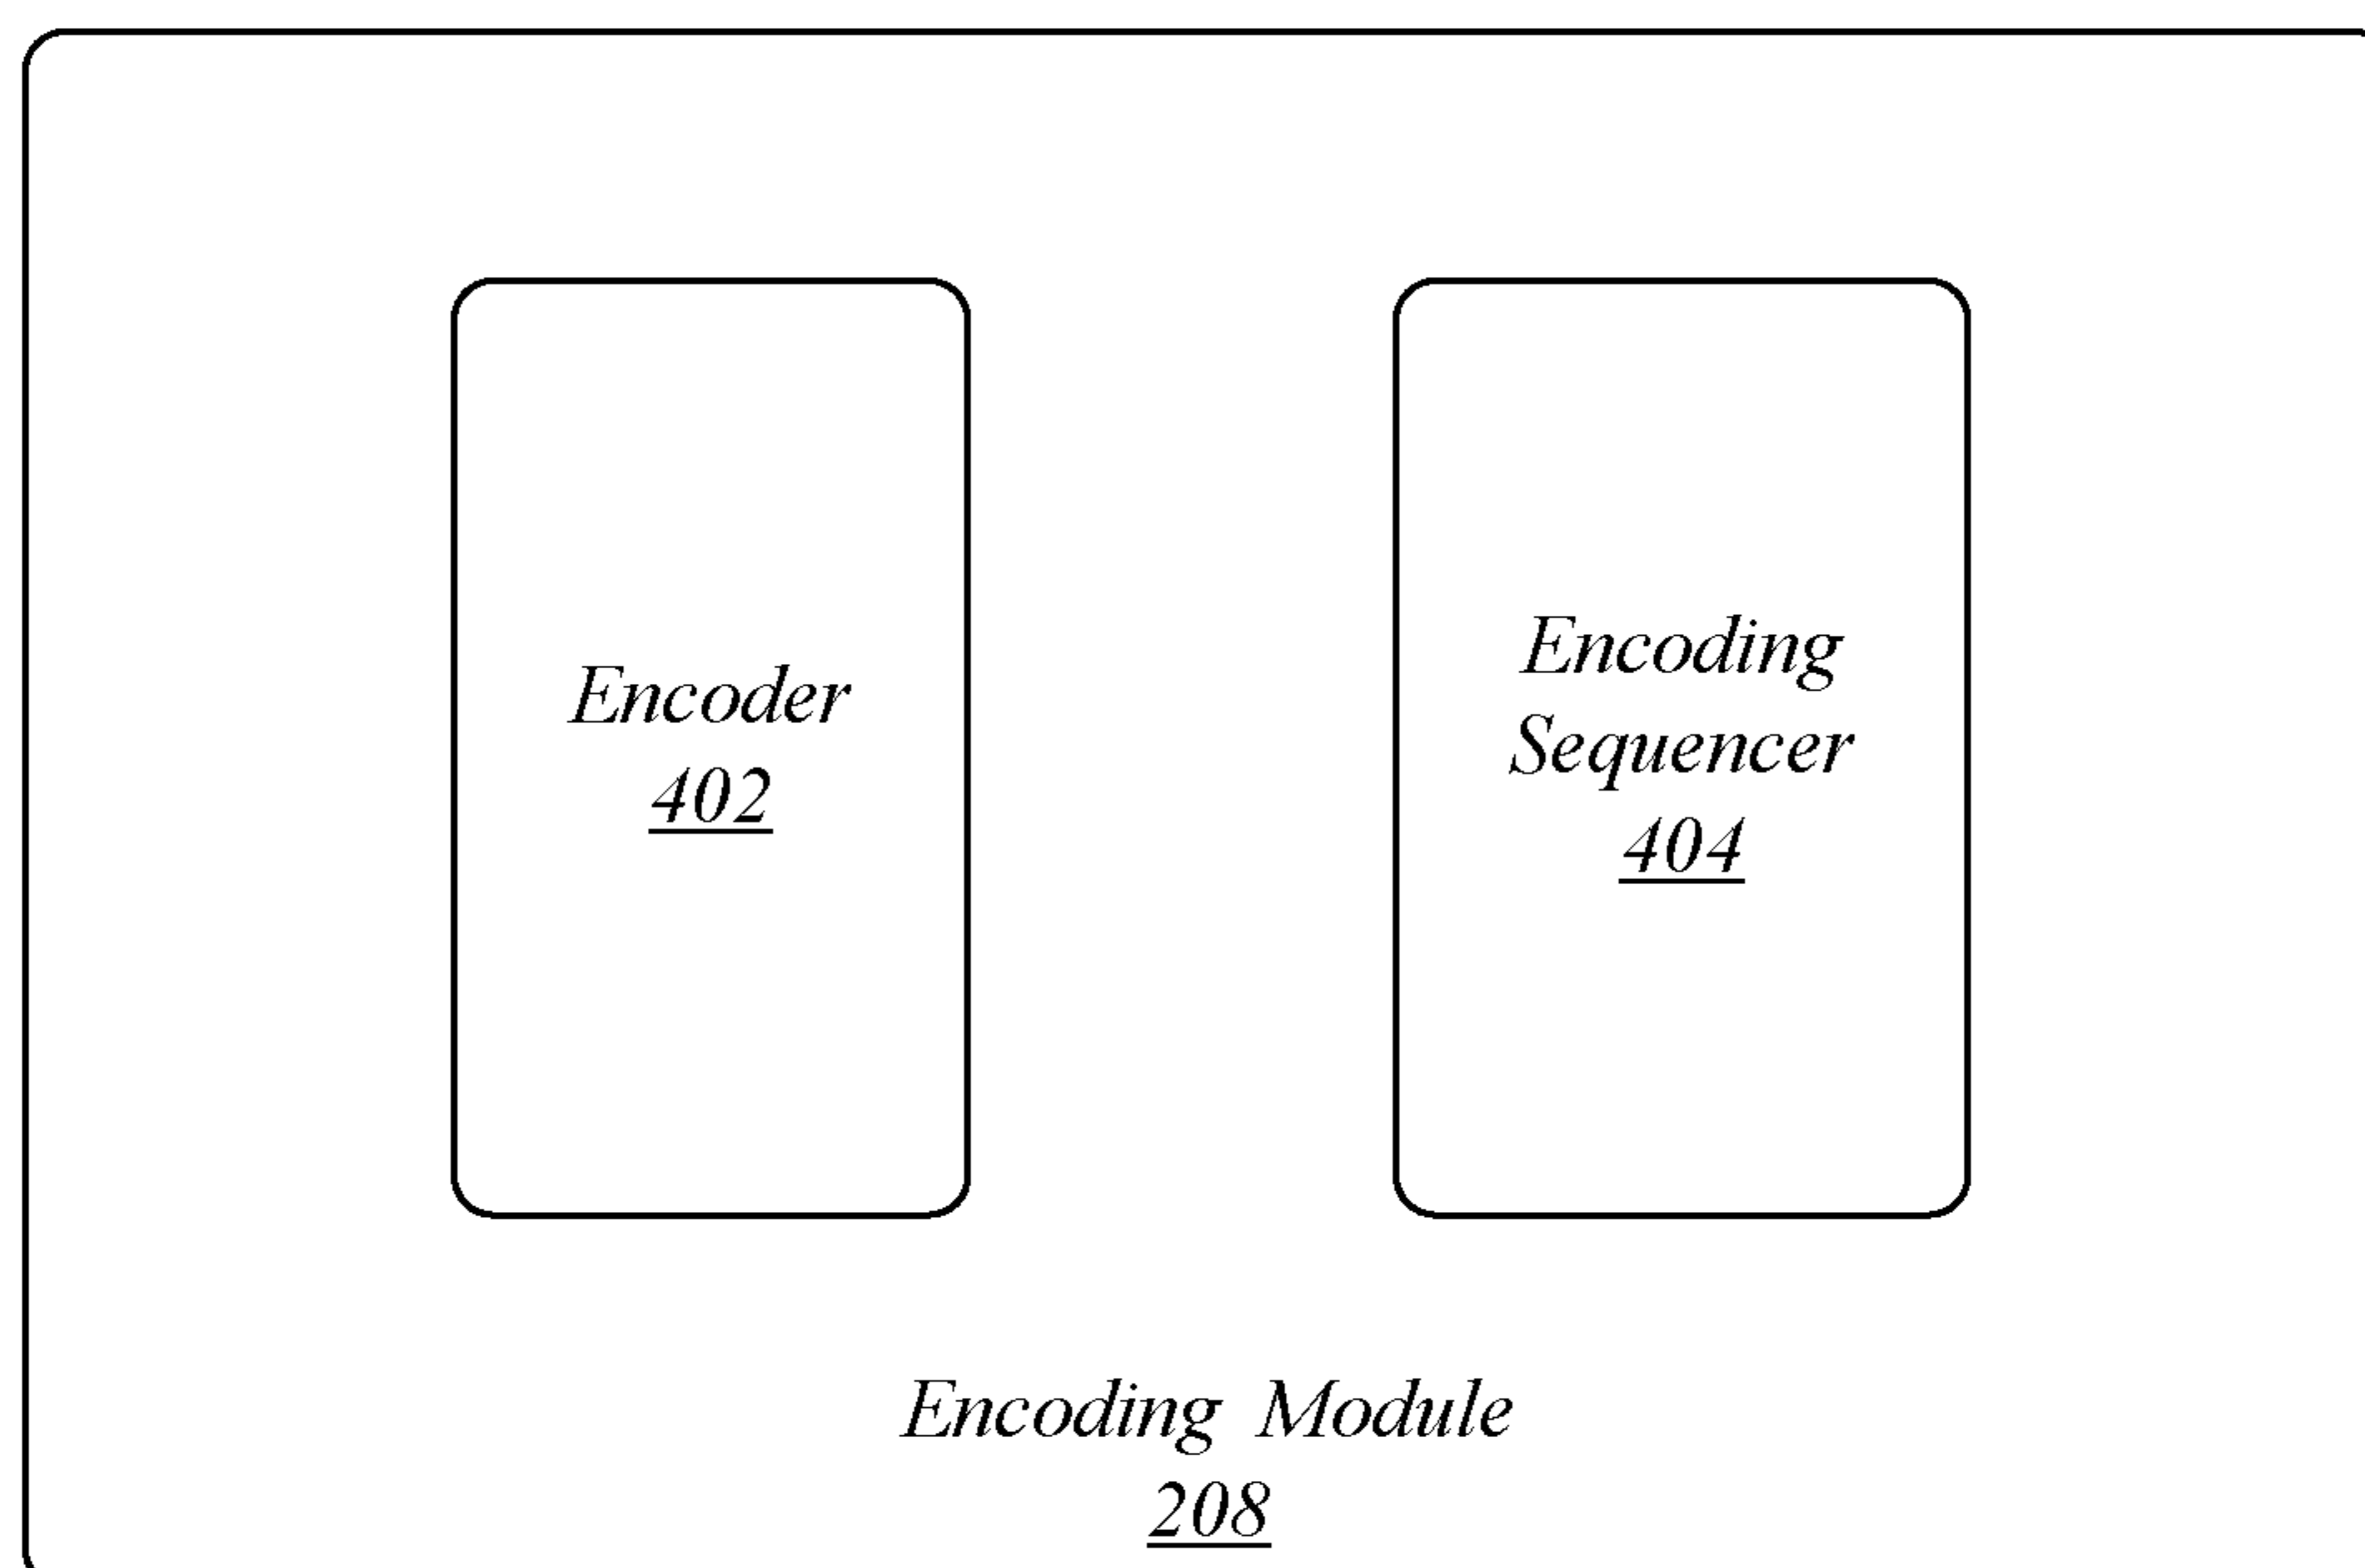 Encoder
402
Encoding
Sequencer
404
Encoding Module
208